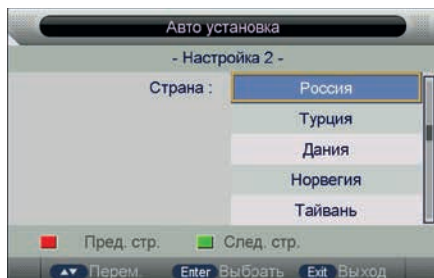 Авто установка
- Настройка 2 -
Страна : Россия
Турция
Дания
Норвегия
Тайвань
Пред. стр. След. стр.
Перем. Enter Выбрать Exit Выход